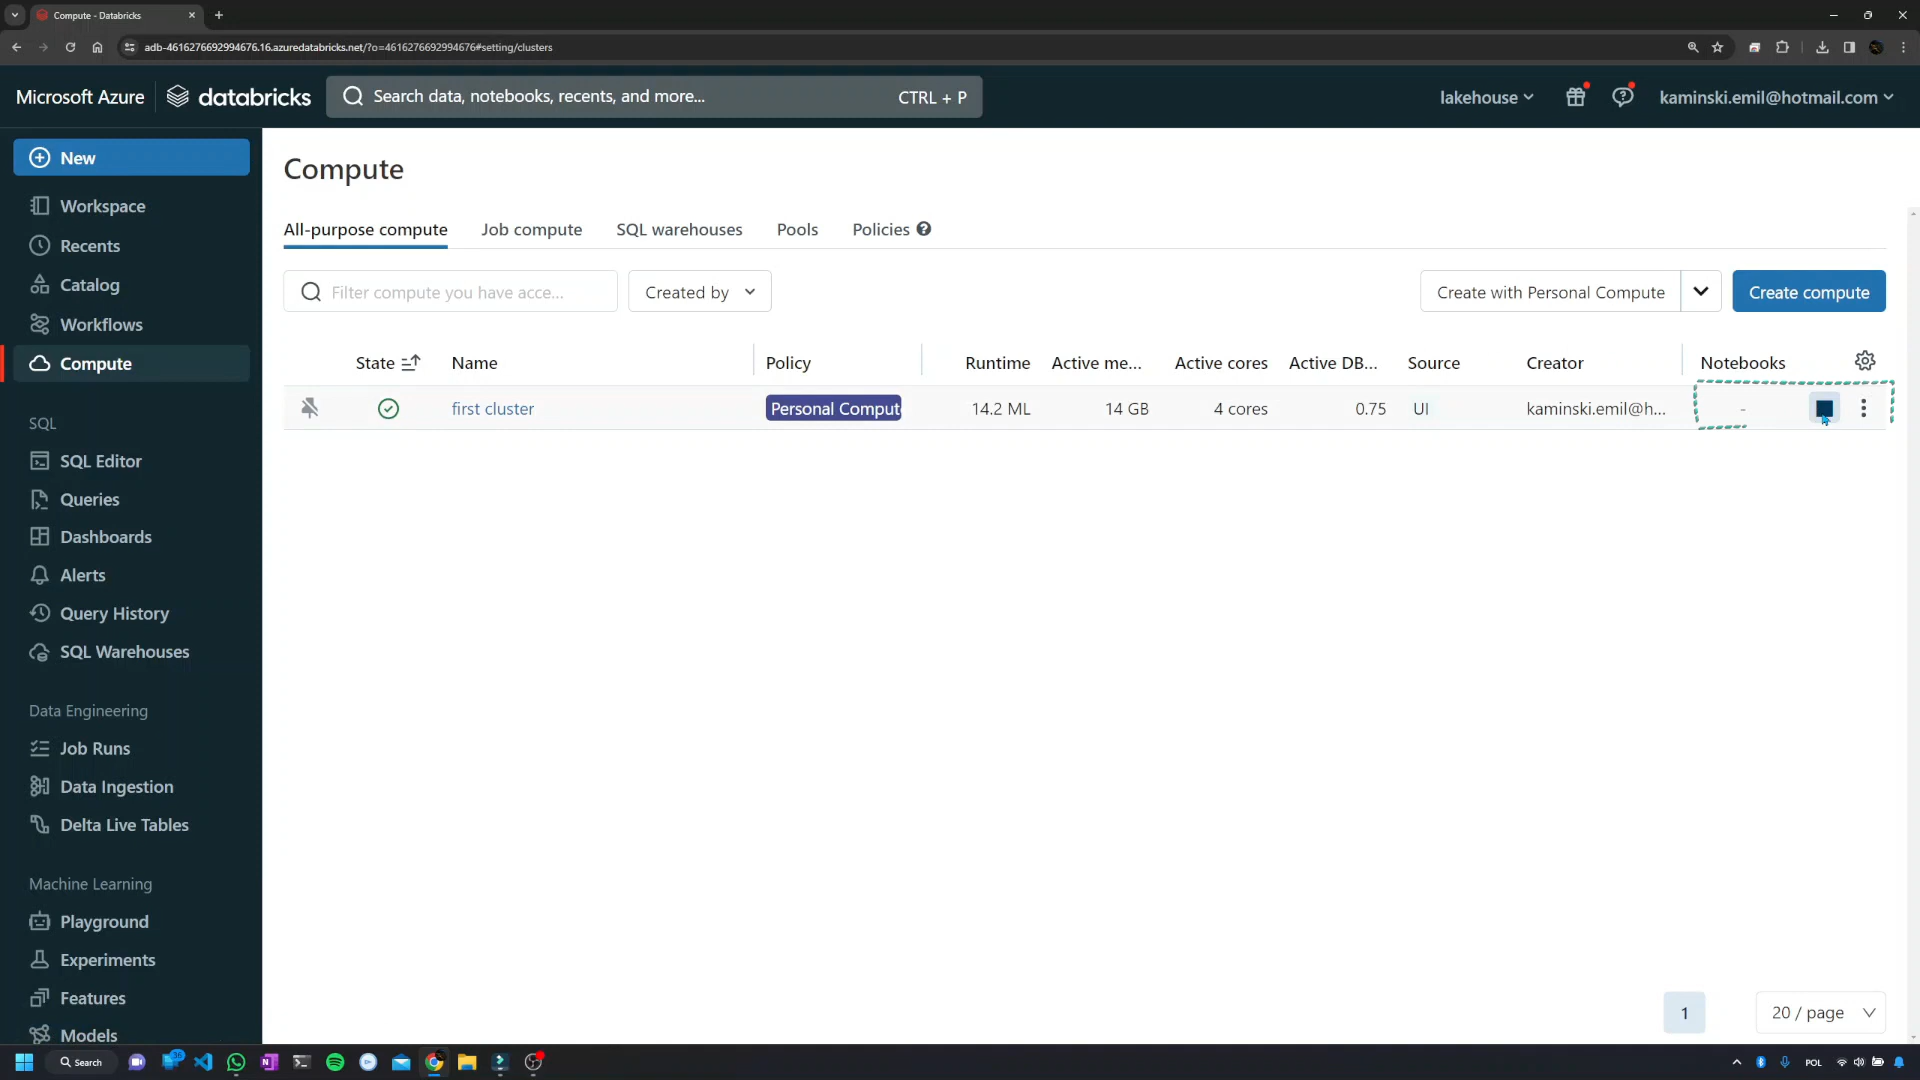 Compute - Databricks
adb-4616276692994676.16.azuredatabricks.net/?o=4616276692994676#setting/clusters
Microsoft Azure
databricks
Search data, notebooks, recents, and more...
CTRL + P
lakehouse
kaminski.emil@hotmail.com
New
Workspace
Recents
Catalog
Workflows
Compute
SQL
SQL Editor
Queries
Dashboards
Alerts
Query History
SQL Warehouses
Data Engineering
Job Runs
Data Ingestion
Delta Live Tables
Machine Learning
Playground
Experiments
Features
Models
Compute
All-purpose compute
Job compute
SQL warehouses
Pools
Policies
Filter compute you have acce...
Created by
Create with Personal Compute
Create compute
State Name Policy Runtime Active me... Active cores Active DB... Source Creator Notebooks
first cluster Personal Comput 14.2 ML 14 GB 4 cores 0.75 UI kaminski.emil@h... -
1
20 / page
Search
36
POL